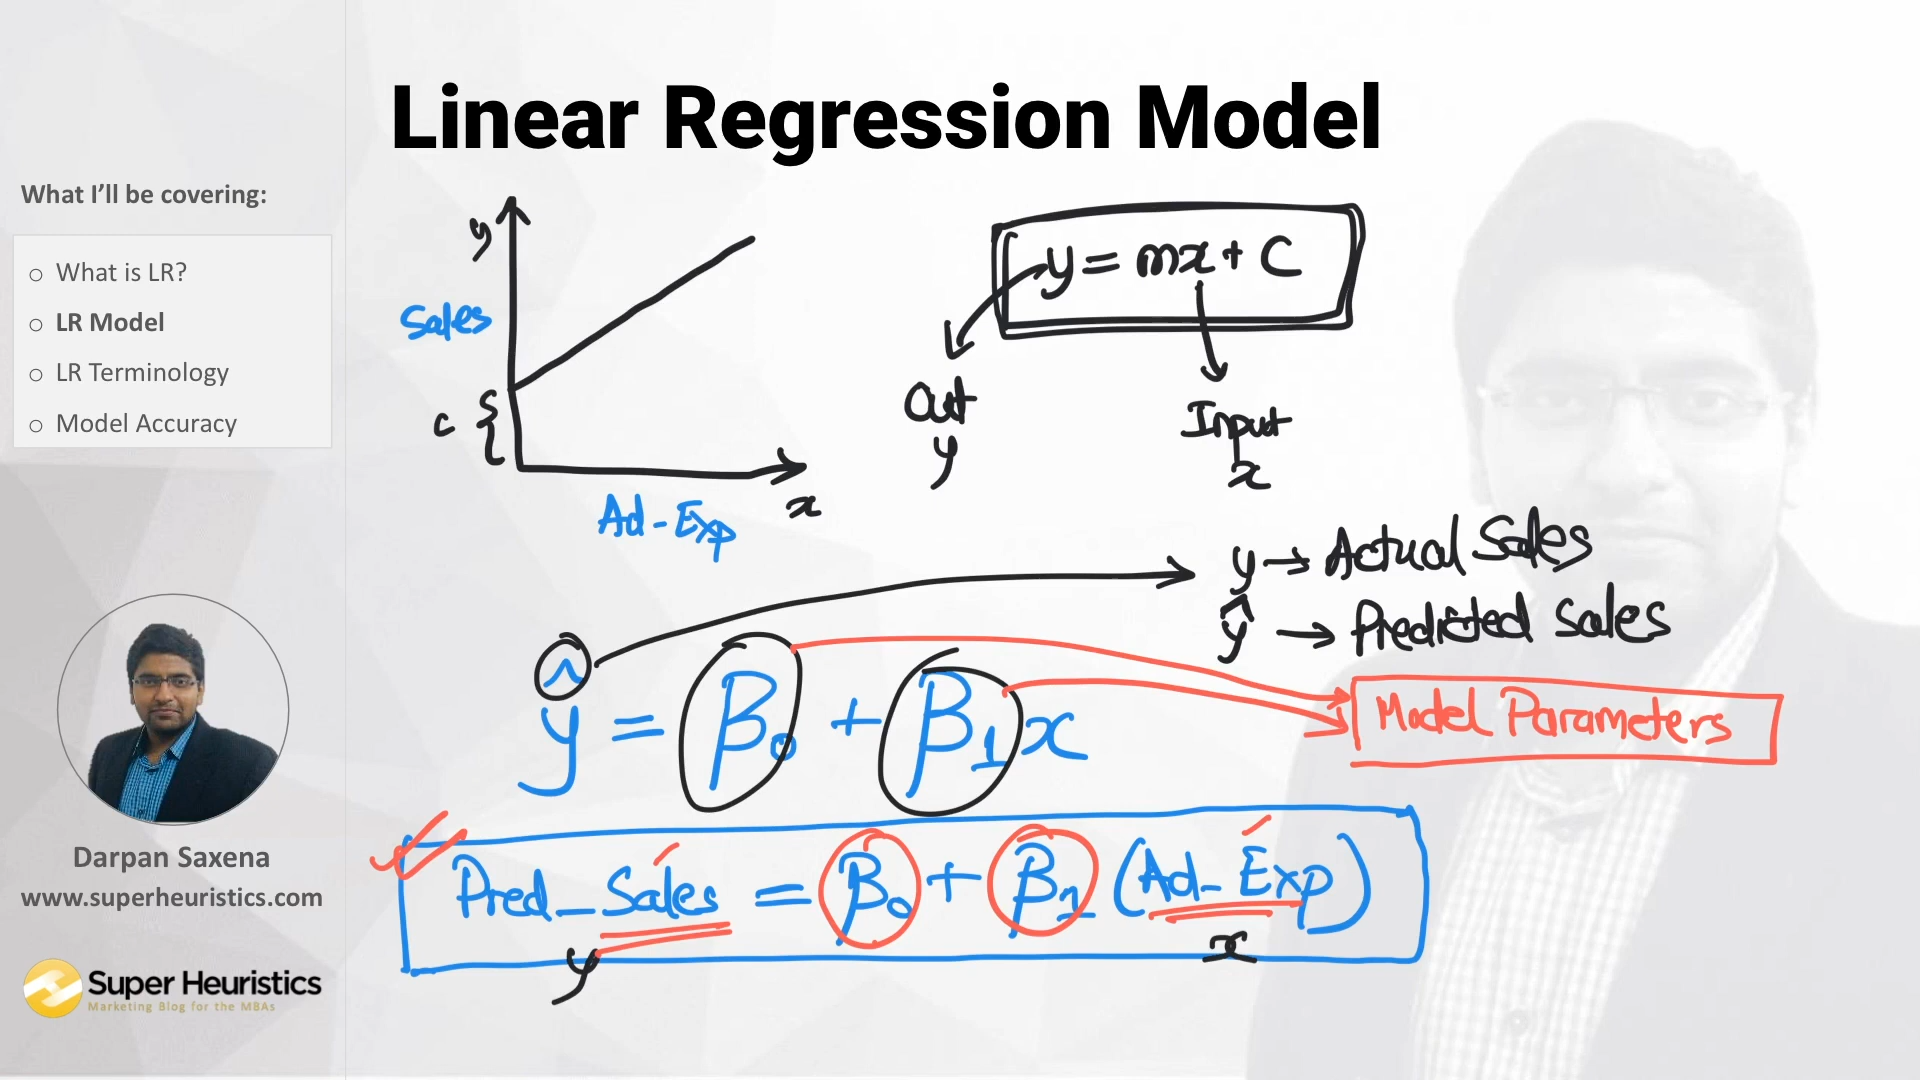 Linear Regression Model
What I'll be covering:
○ What is LR?
○ LR Model
○ LR Terminology
○ Model Accuracy
y
Sales
c
Ad-Exp
x
y = mx + C
Out
y
Input
x
y → Actual Sales
ŷ → Predicted Sales
ŷ = β₀ + β₁x
Model Parameters
Pred_Sales = β₀ + β₁ (Ad_Exp)
y
x
Darpan Saxena
www.superheuristics.com
Super Heuristics
Marketing Blog for the MBAs